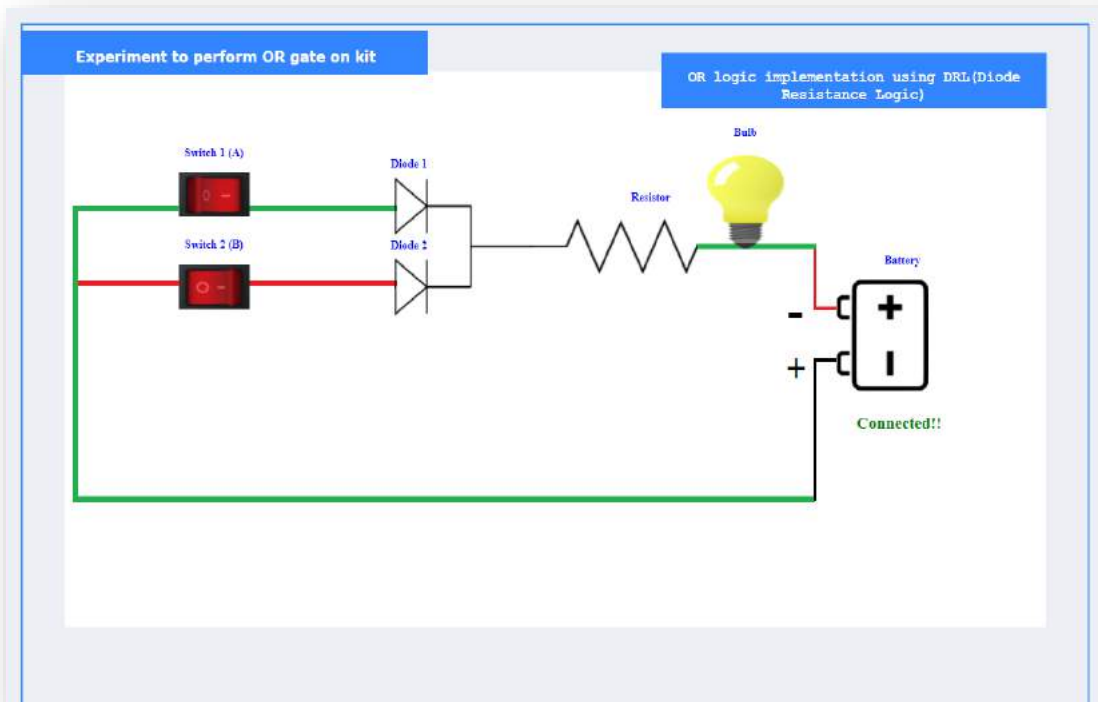 Experiment to perform OR gate on kit
OR logic implementation using DRL(Diode
Resistance Logic)
Bulb
Switch 1 (A)
Diode 1
Resistor
Switch 2 (B)
Diode 2
Battery
-
+
+
Connected!!